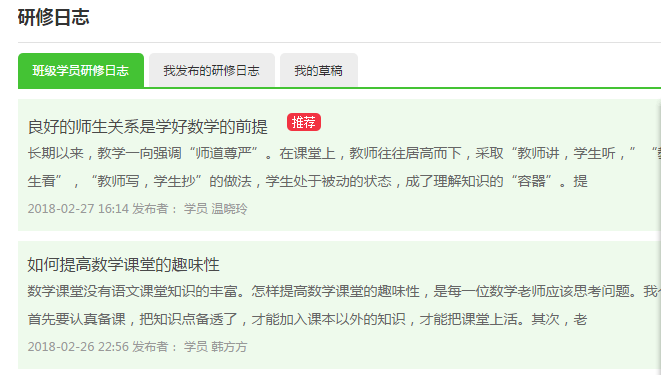 研修日志
班级学员研修日志 我发布的研修日志 我的草稿
良好的师生关系是学好数学的前提 推荐
长期以来，教学一向强调“师道尊严”。在课堂上，教师往往居高而下，采取“教师讲，学生听，”“
生看”，“教师写，学生抄”的做法，学生处于被动的状态，成了理解知识的“容器”。提
2018-02-27 16:14 发布者： 学员 温晓玲
如何提高数学课堂的趣味性
数学课堂没有语文课堂知识的丰富。怎样提高数学课堂的趣味性，是每一位数学老师应该思考问题。我
首先要认真备课，把知识点备透了，才能加入课本以外的知识，才能把课堂上活。其次，老
2018-02-26 22:56 发布者： 学员 韩方方